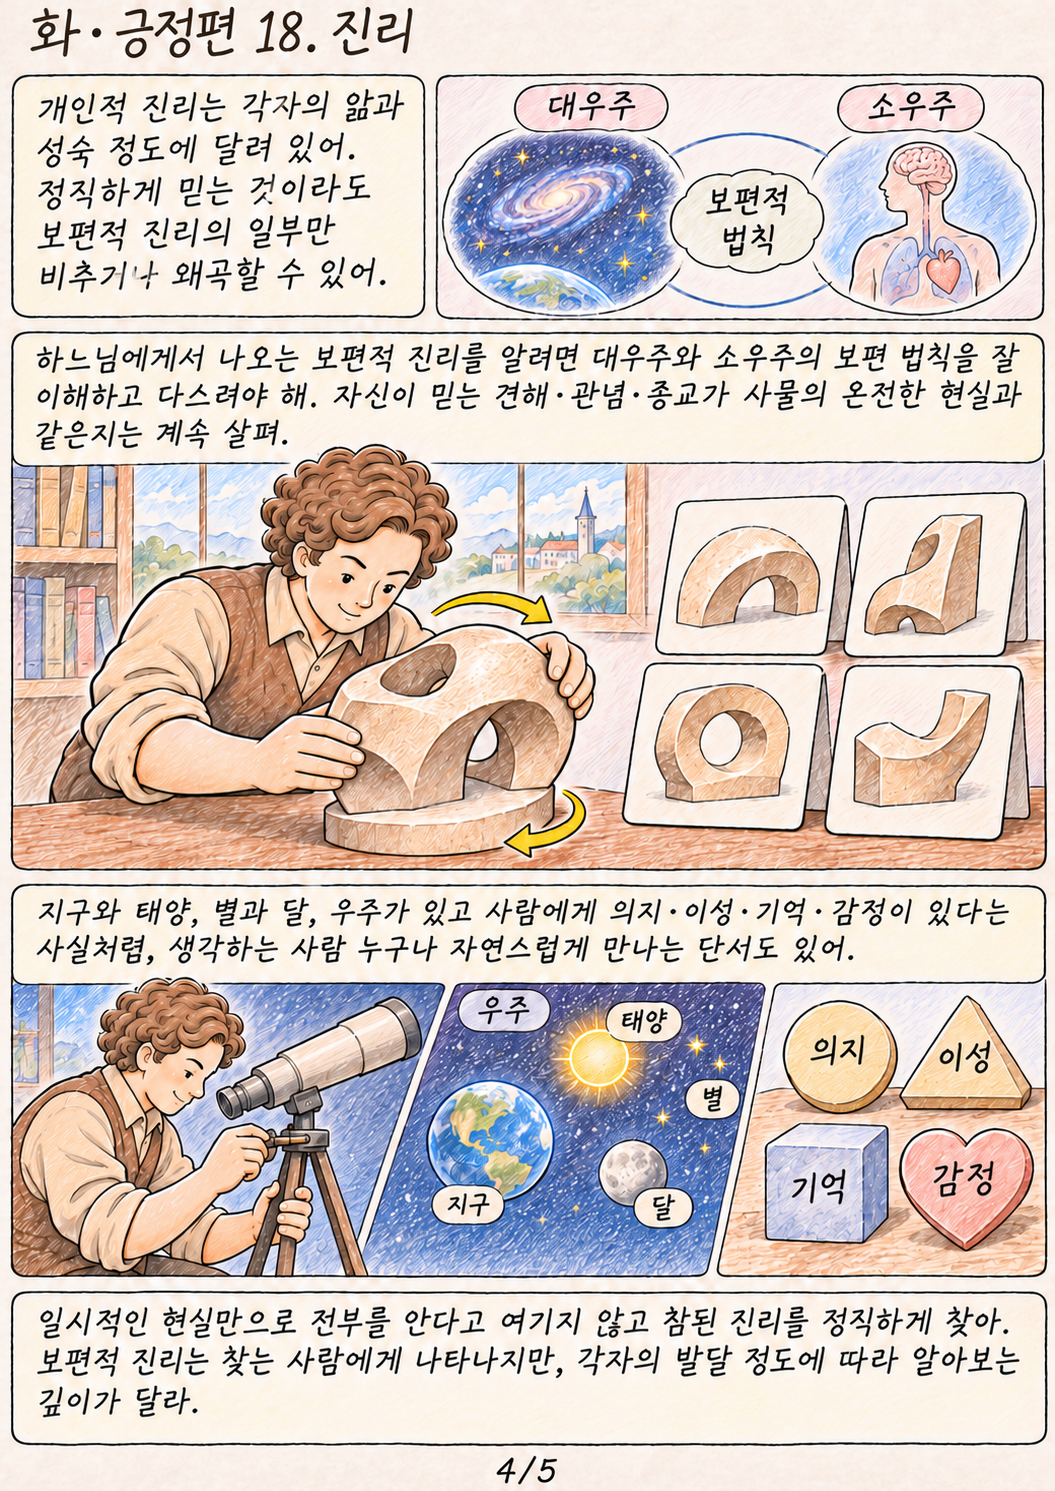 화·긍정편 18. 진리
개인적 진리는 각자의 앎과
성숙 정도에 달려 있어.
정직하게 믿는 것이라도
보편적 진리의 일부만
비추거나 왜곡할 수 있어.
대우주
소우주
보편적
법칙
하느님에게서 나오는 보편적 진리를 알려면 대우주와 소우주의 보편 법칙을 잘
이해하고 다스려야 해. 자신이 믿는 견해·관념·종교가 사물의 온전한 현실과
같은지는 계속 살펴.
지구와 태양, 별과 달, 우주가 있고 사람에게 의지·이성·기억·감정이 있다는
사실처럼, 생각하는 사람 누구나 자연스럽게 만나는 단서도 있어.
우주
태양
별
지구
달
의지
이성
기억
감정
일시적인 현실만으로 전부를 안다고 여기지 않고 참된 진리를 정직하게 찾아.
보편적 진리는 찾는 사람에게 나타나지만, 각자의 발달 정도에 따라 알아보는
깊이가 달라.
4/5